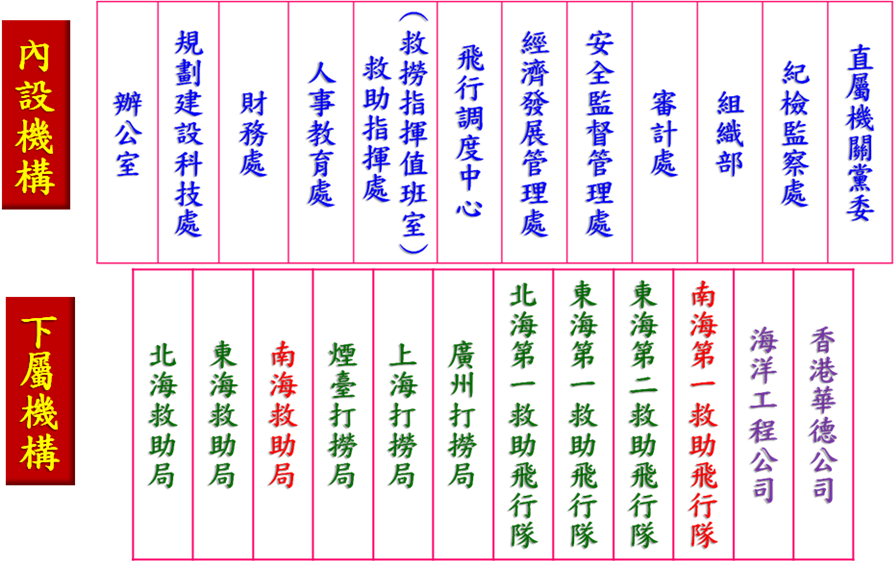 內設機構
辦公室
規劃建設科技處
財務處
人事教育處
救助指揮處
（救撈指揮值班室）
飛行調度中心
經濟發展管理處
安全監督管理處
審計處
組織部
紀檢監察處
直屬機關黨委
下屬機構
北海救助局
東海救助局
南海救助局
煙臺打撈局
上海打撈局
廣州打撈局
北海第一救助飛行隊
東海第一救助飛行隊
東海第二救助飛行隊
南海第一救助飛行隊
海洋工程公司
香港華德公司